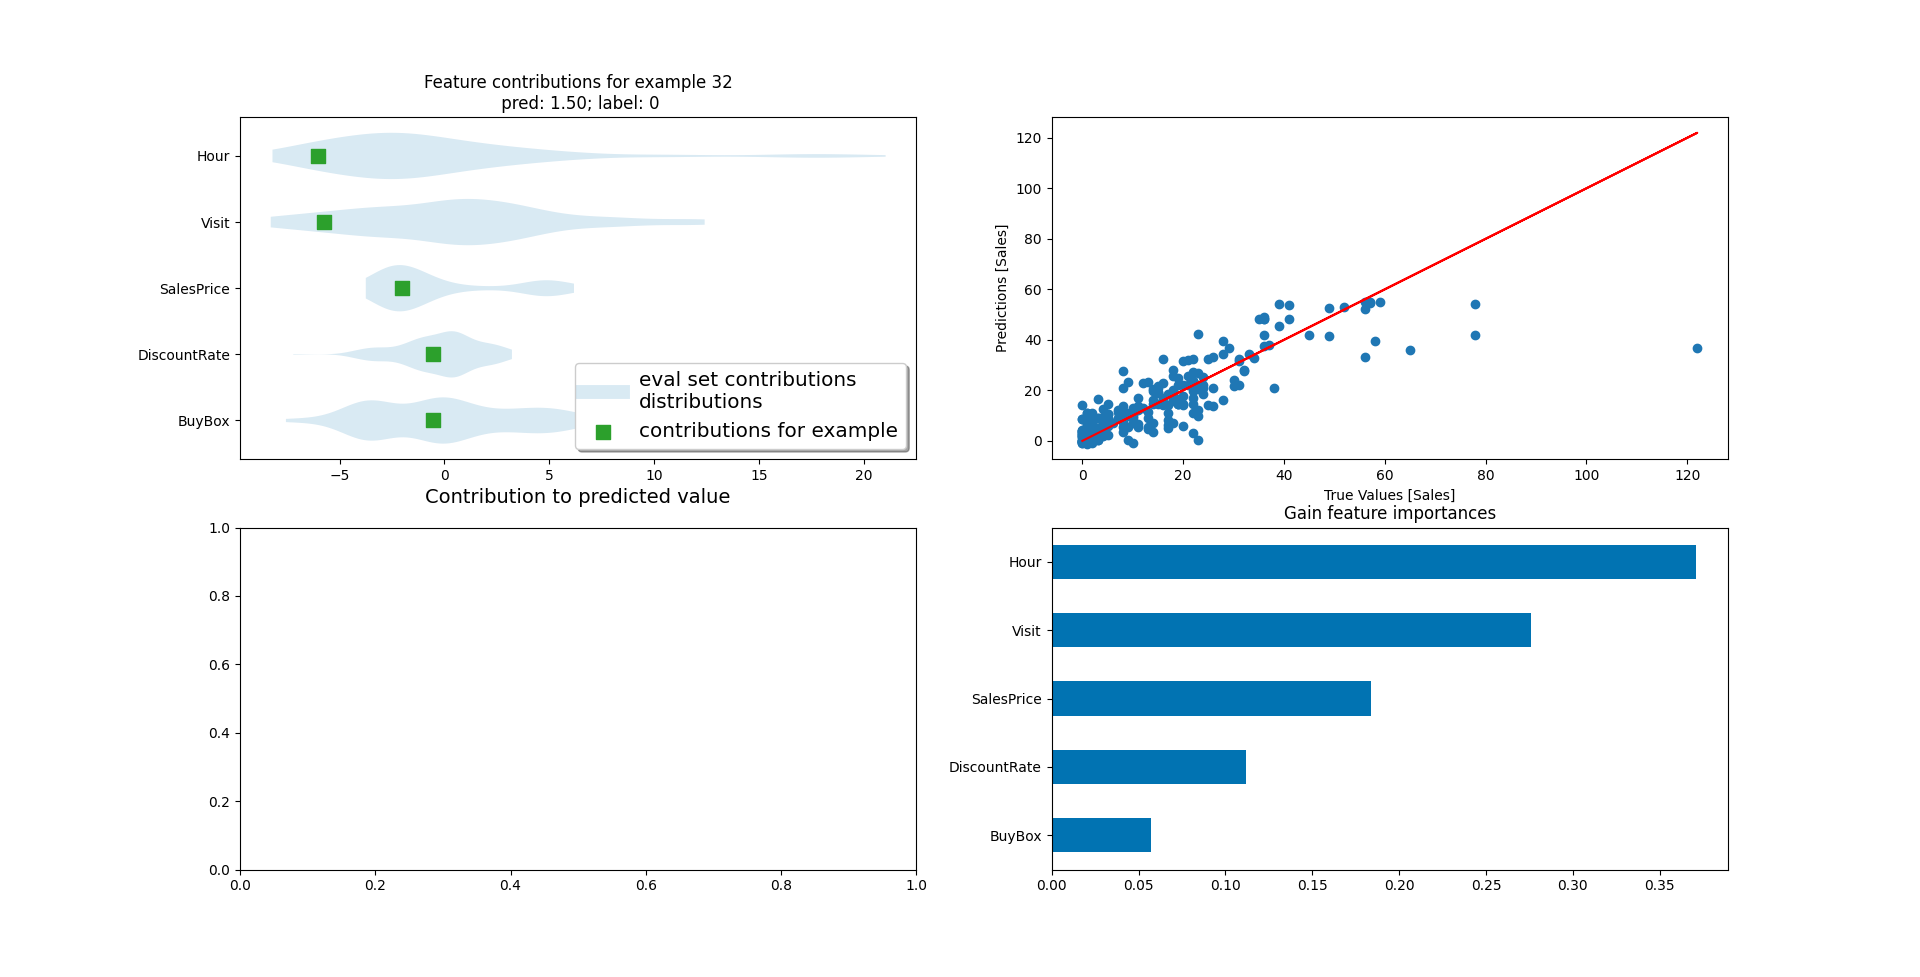 Feature contributions for example 32
pred: 1.50; label: 0
Hour
Visit
SalesPrice
DiscountRate
BuyBox
eval set contributions
distributions
contributions for example
−5
0
5
10
15
20
Contribution to predicted value
120
100
80
60
40
20
0
Predictions [Sales]
0
20
40
60
80
100
120
True Values [Sales]
1.0
0.8
0.6
0.4
0.2
0.0
0.0
0.2
0.4
0.6
0.8
1.0
Gain feature importances
Hour
Visit
SalesPrice
DiscountRate
BuyBox
0.00
0.05
0.10
0.15
0.20
0.25
0.30
0.35